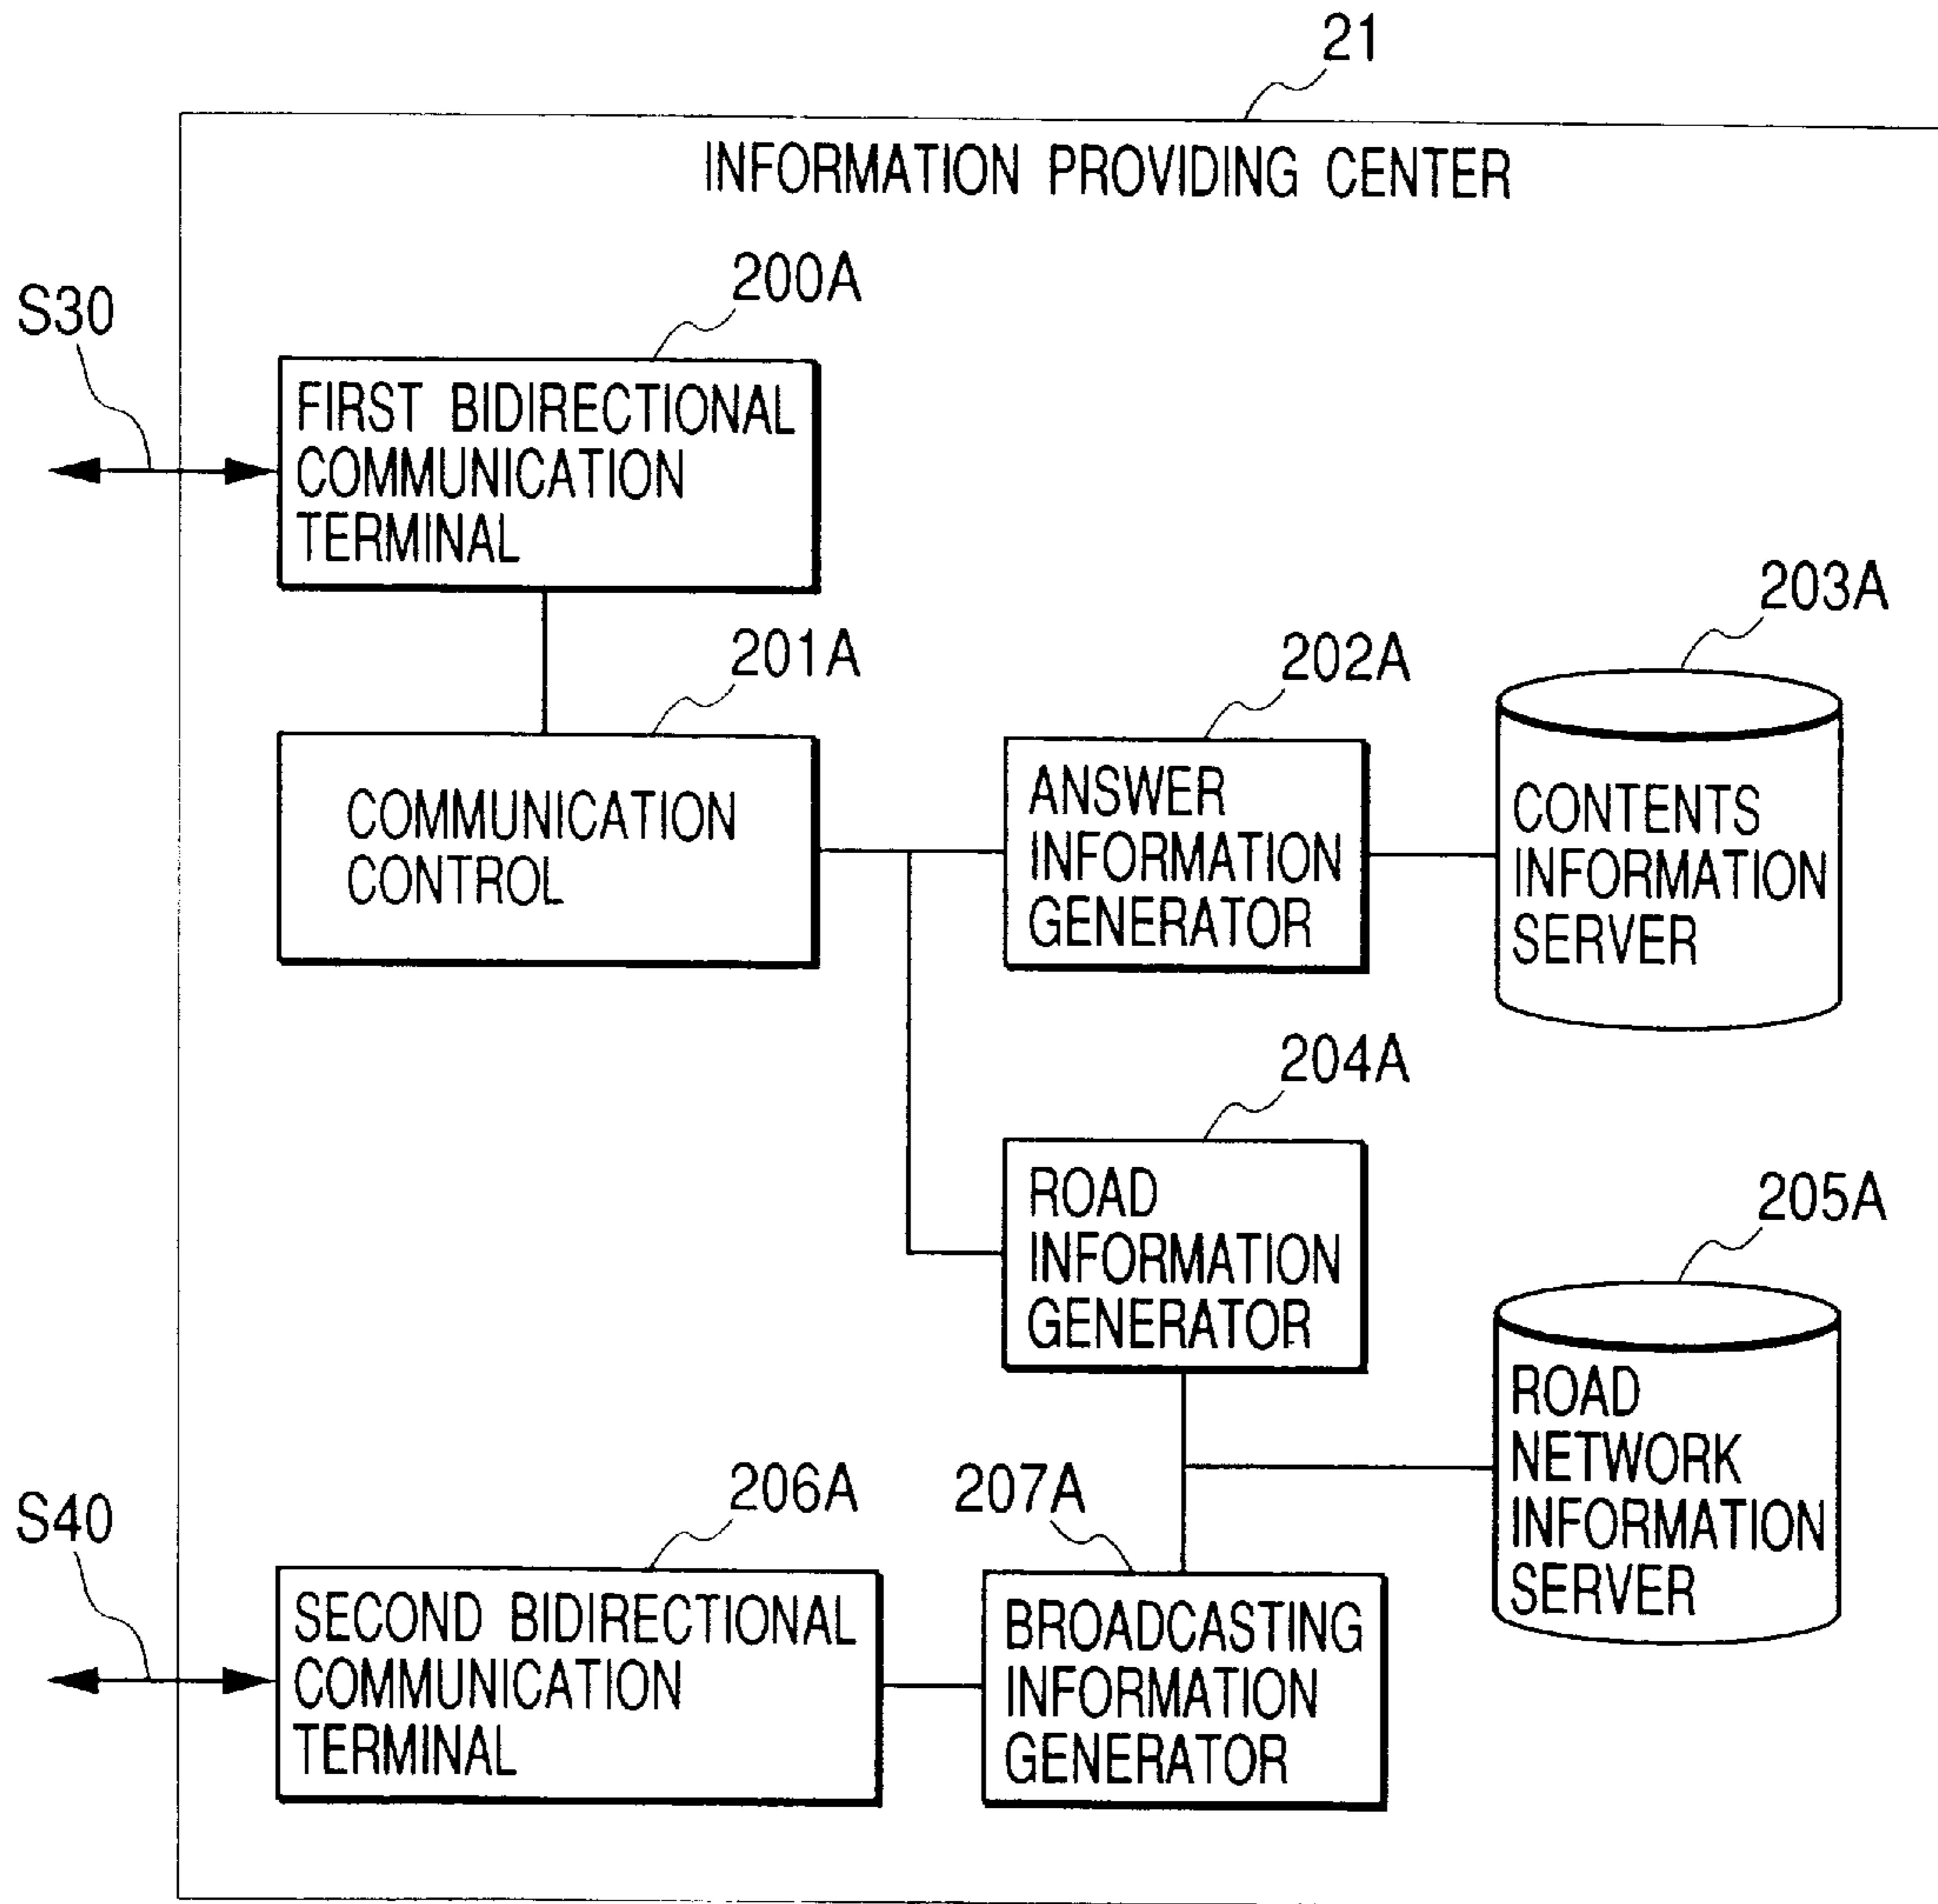 21
INFORMATION PROVIDING CENTER
200A
S30
FIRST BIDIRECTIONAL
COMMUNICATION
TERMINAL
201A
COMMUNICATION
CONTROL
202A
ANSWER
INFORMATION
GENERATOR
203A
CONTENTS
INFORMATION
SERVER
204A
ROAD
INFORMATION
GENERATOR
205A
ROAD
NETWORK
INFORMATION
SERVER
S40
206A
SECOND BIDIRECTIONAL
COMMUNICATION
TERMINAL
207A
BROADCASTING
INFORMATION
GENERATOR